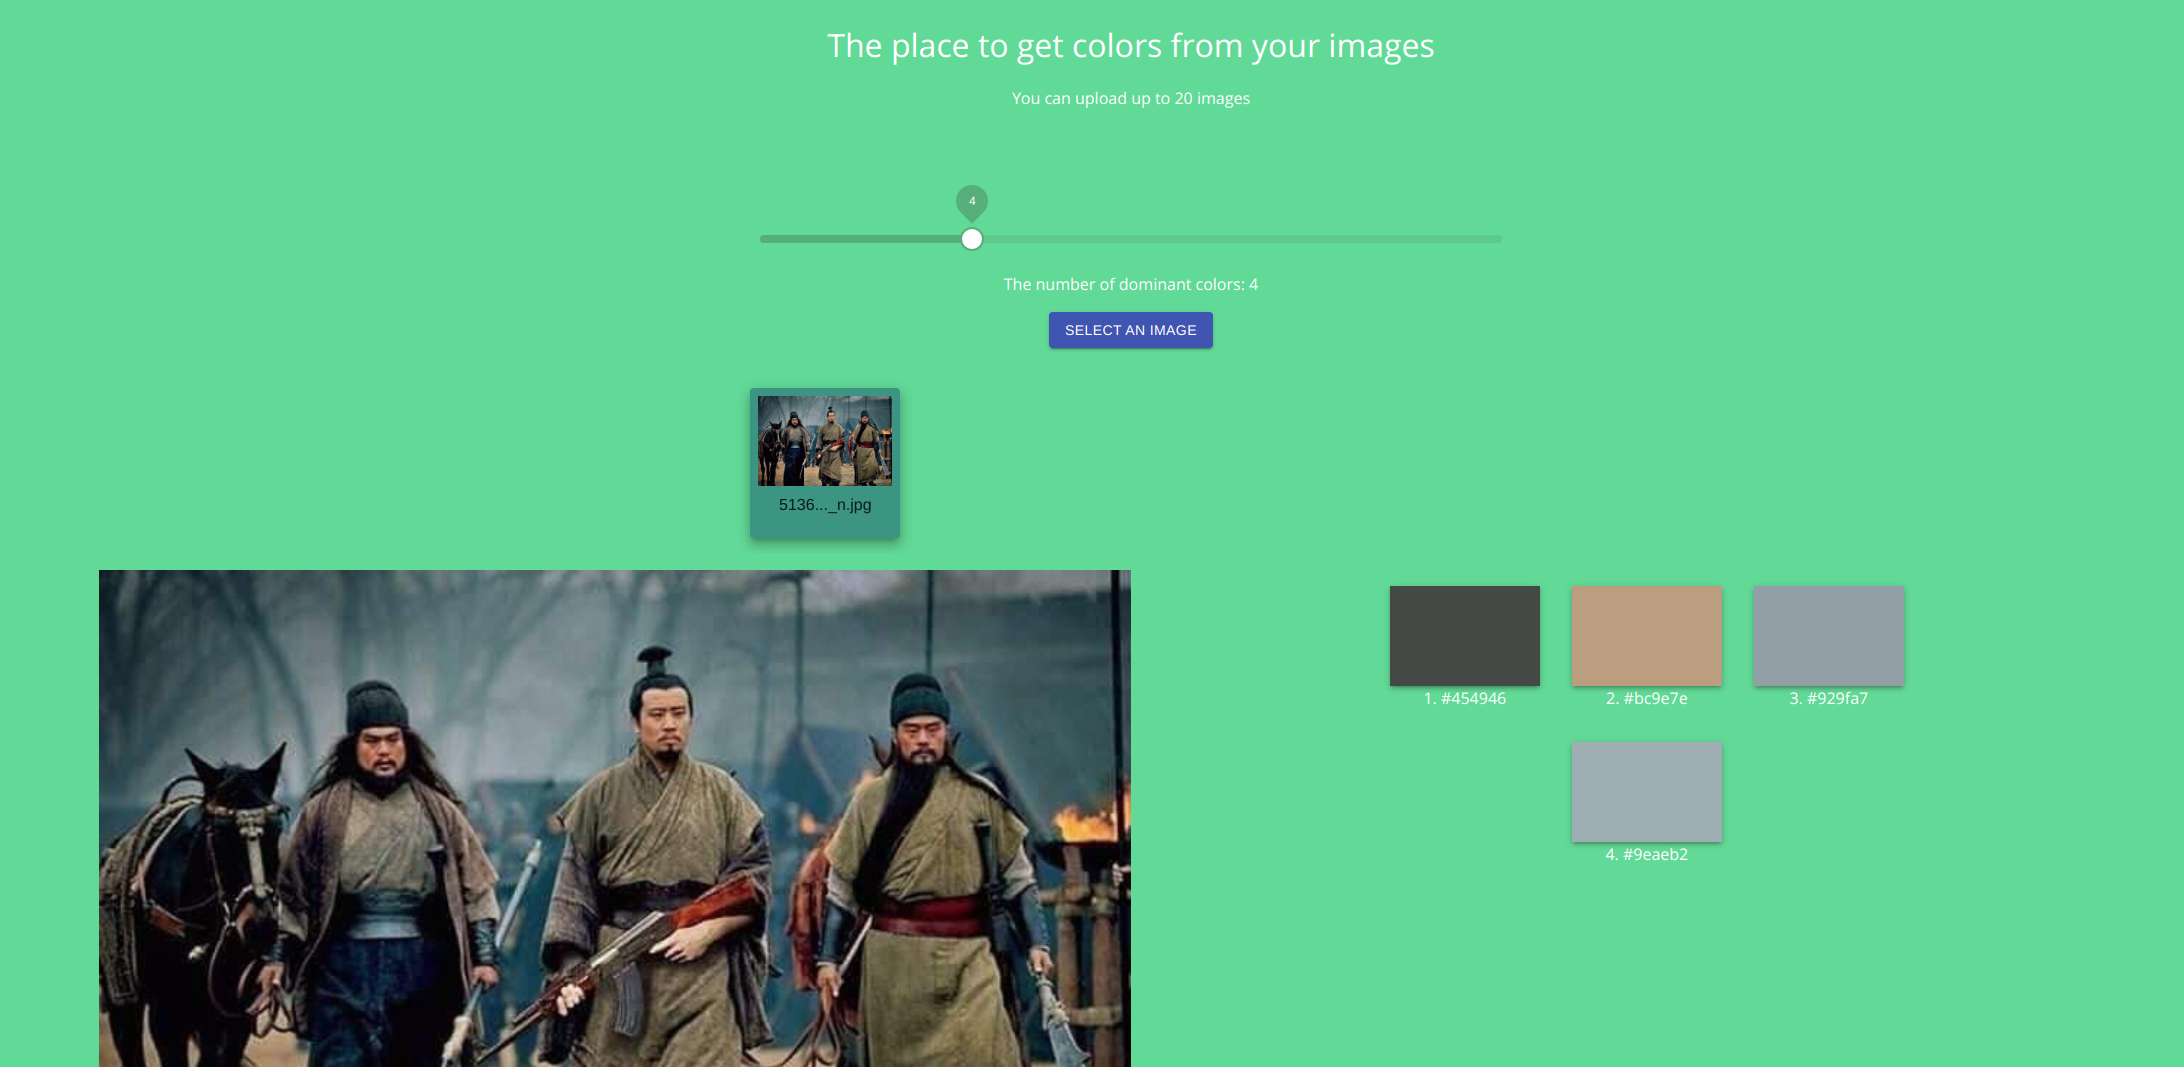 The place to get colors from your images
You can upload up to 20 images
4
The number of dominant colors: 4
SELECT AN IMAGE
5136..._n.jpg
1. #454946
2. #bc9e7e
3. #929fa7
4. #9eaeb2